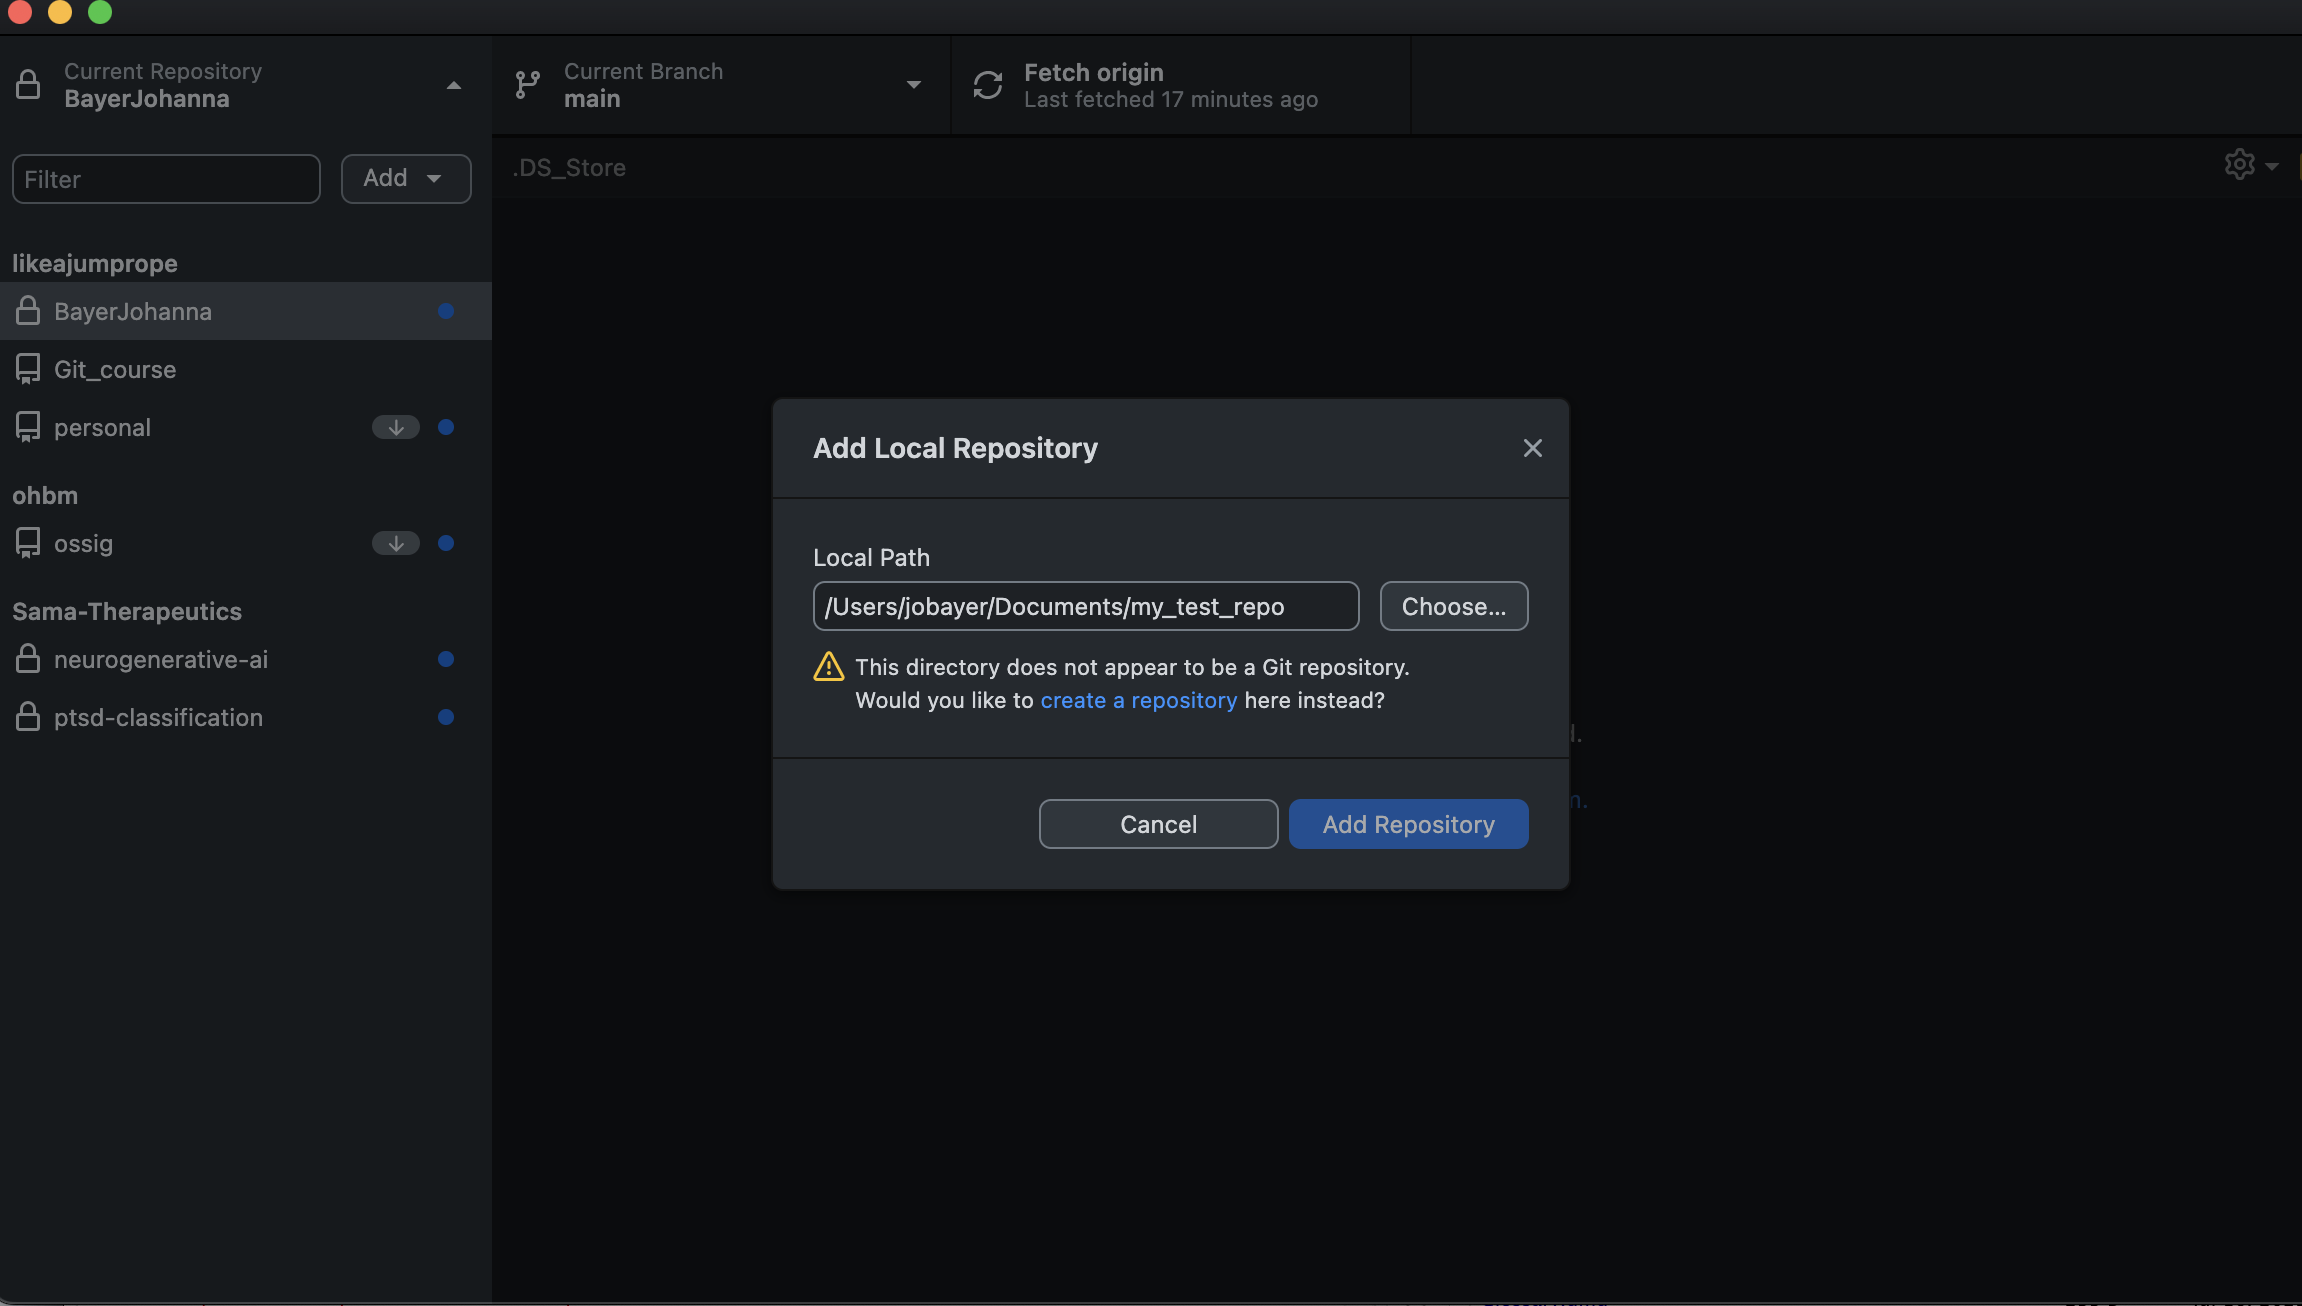 Current Repository
BayerJohanna
Current Branch
main
Fetch origin
Last fetched 17 minutes ago
Filter
Add
.DS_Store
likeajumprope
BayerJohanna
Git_course
personal
ohbm
ossig
Sama-Therapeutics
neurogenerative-ai
ptsd-classification
Add Local Repository
Local Path
/Users/jobayer/Documents/my_test_repo
Choose...
This directory does not appear to be a Git repository.
Would you like to create a repository here instead?
Cancel
Add Repository